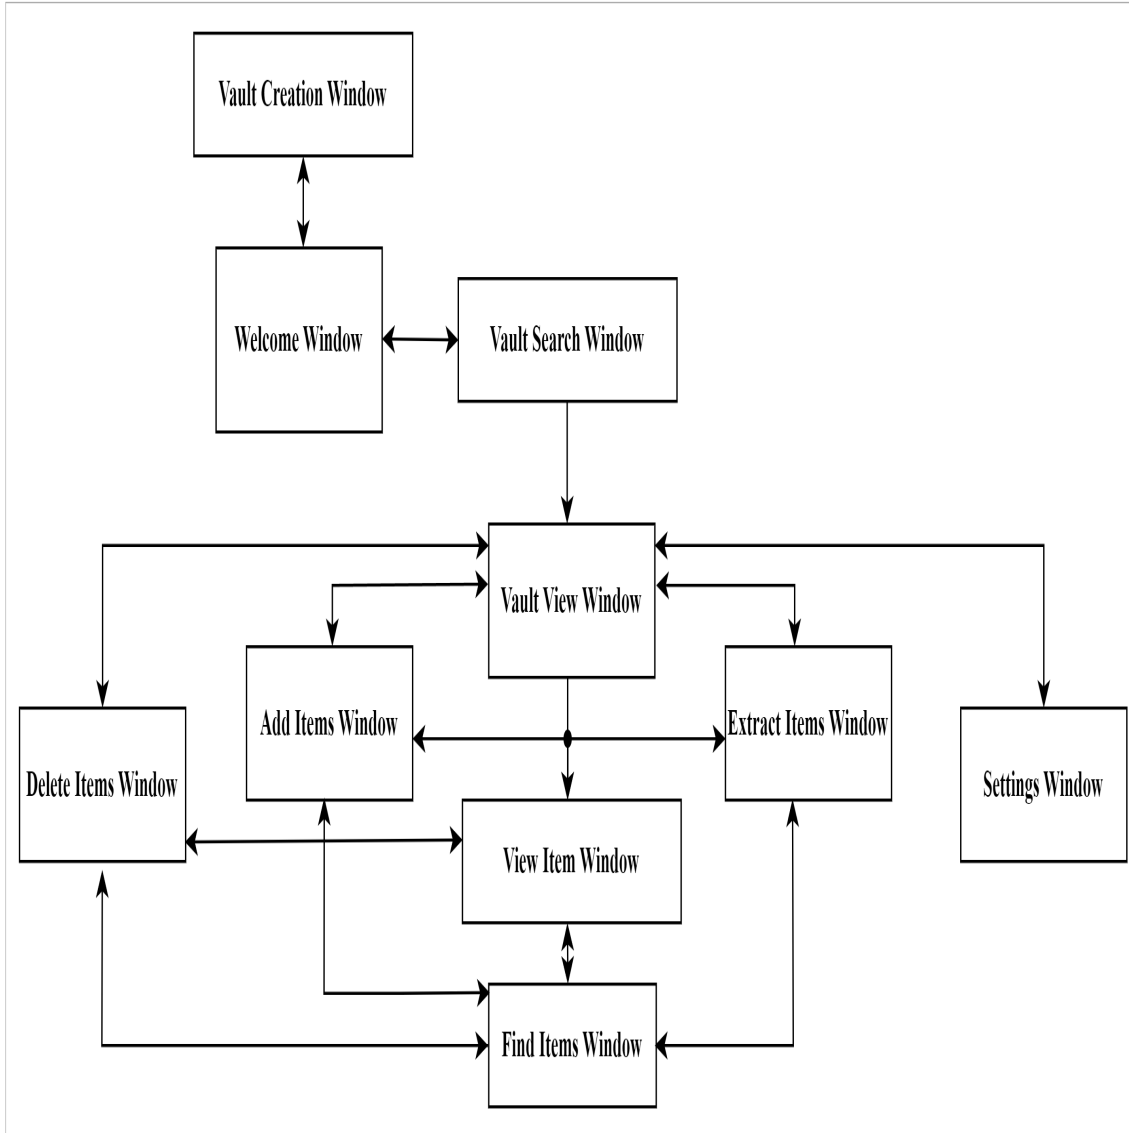 Vault Creation Window
Welcome Window
Vault Search Window
Vault View Window
Add Items Window
Extract Items Window
Delete Items Window
Settings Window
View Item Window
Find Items Window